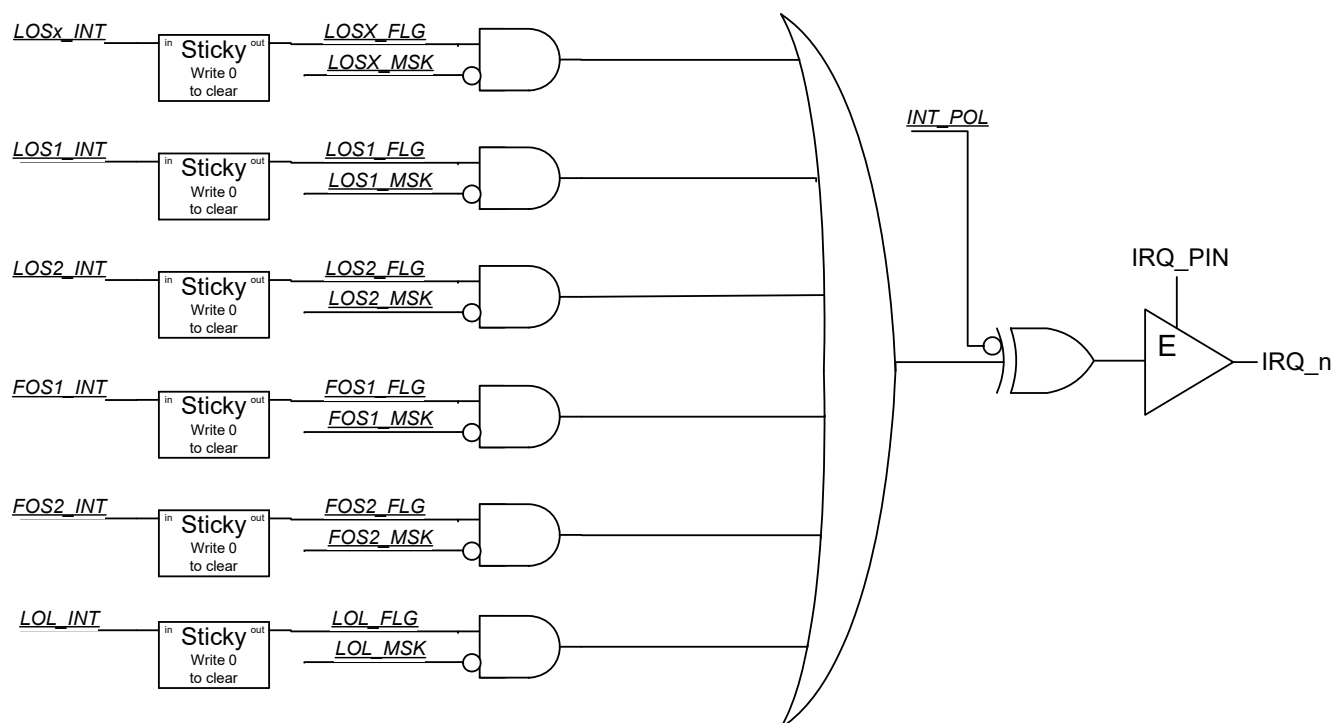 LOSx_INT
in Sticky out
Write 0
to clear
LOSX_FLG
LOSX_MSK
INT_POL
LOS1_INT
in Sticky out
Write 0
to clear
LOS1_FLG
LOS1_MSK
LOS2_INT
in Sticky out
Write 0
to clear
LOS2_FLG
LOS2_MSK
IRQ_PIN
E
IRQ_n
FOS1_INT
in Sticky out
Write 0
to clear
FOS1_FLG
FOS1_MSK
FOS2_INT
in Sticky out
Write 0
to clear
FOS2_FLG
FOS2_MSK
LOL_INT
in Sticky out
Write 0
to clear
LOL_FLG
LOL_MSK